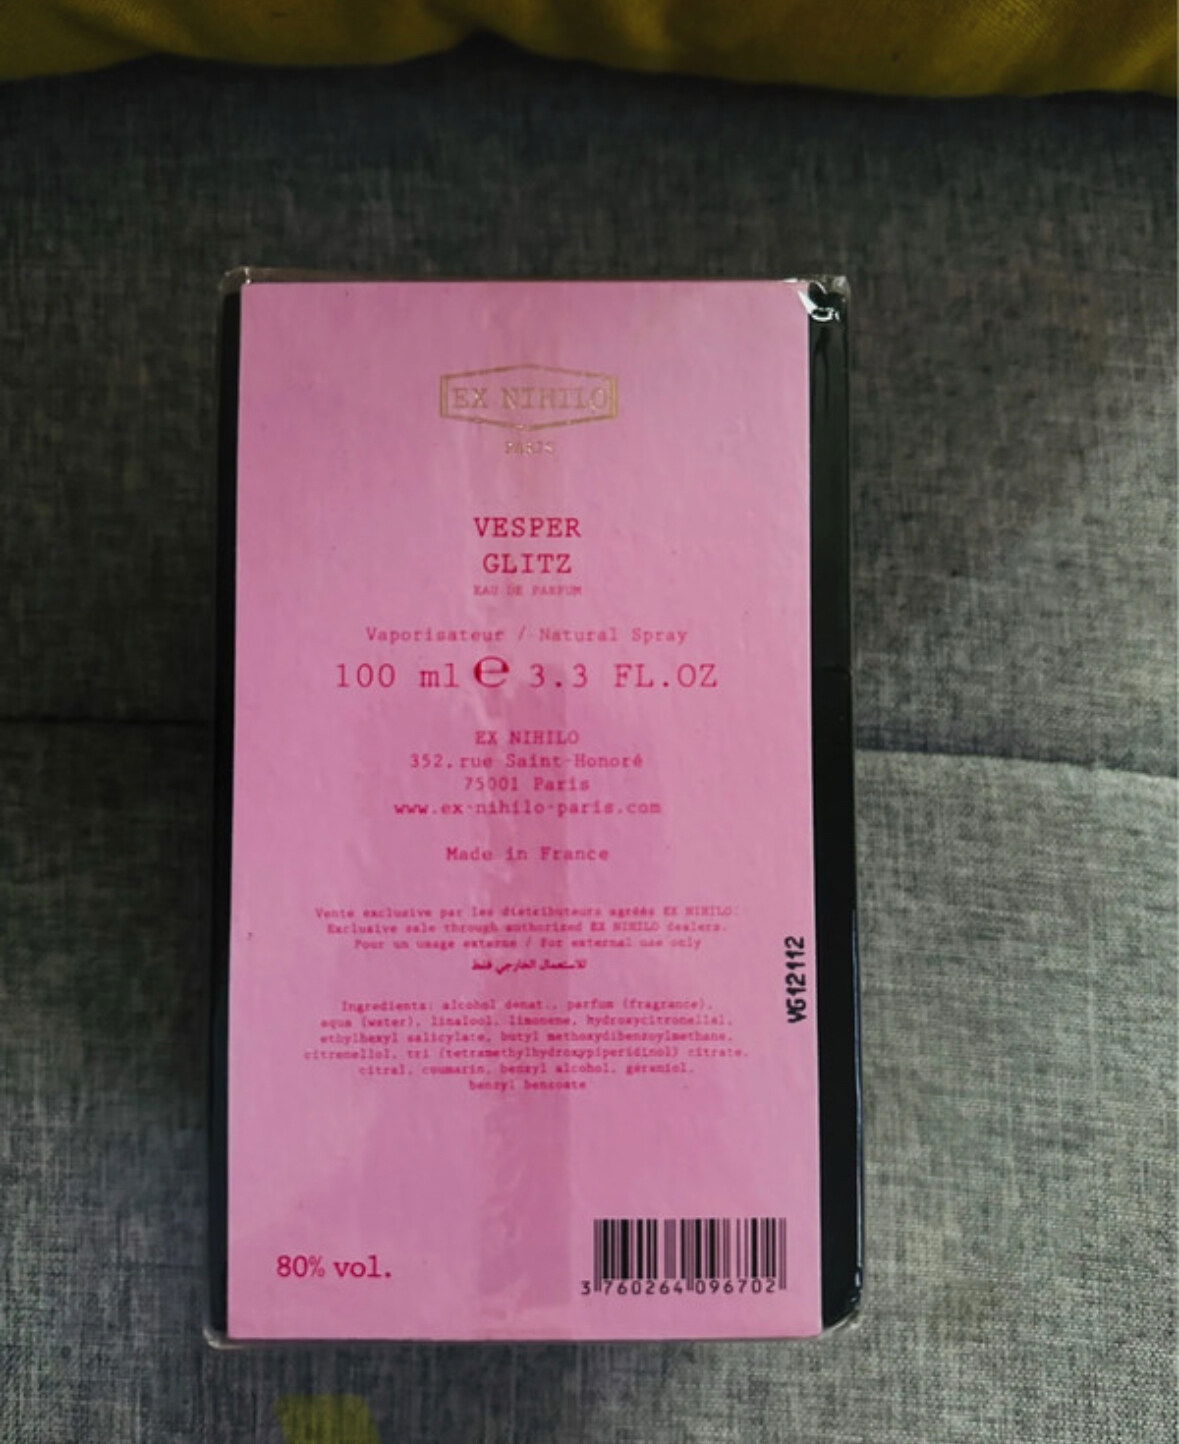 EX NIHILO
PARIS
VESPER
GLITZ
EAU DE PARFUM
Vaporisateur / Natural Spray
100 ml ℮ 3.3 FL.OZ
EX NIHILO
352, rue Saint-Honoré
75001 Paris
www.ex-nihilo-paris.com
Made in France
Vente exclusive par les distributeurs agréés EX NIHILO.
Exclusive sale through authorized EX NIHILO dealers.
Pour un usage externe / For external use only
للاستعمال الخارجي فقط
Ingredients: alcohol denat., parfum (fragrance),
aqua (water), linalool, limonene, hydroxycitronellal,
ethylhexyl salicylate, butyl methoxydibenzoylmethane,
citronellol, tri (tetramethylhydroxypiperidinol) citrate,
citral, coumarin, benzyl alcohol, geraniol,
benzyl benzoate
VG12112
80% vol.
3 760264 096702